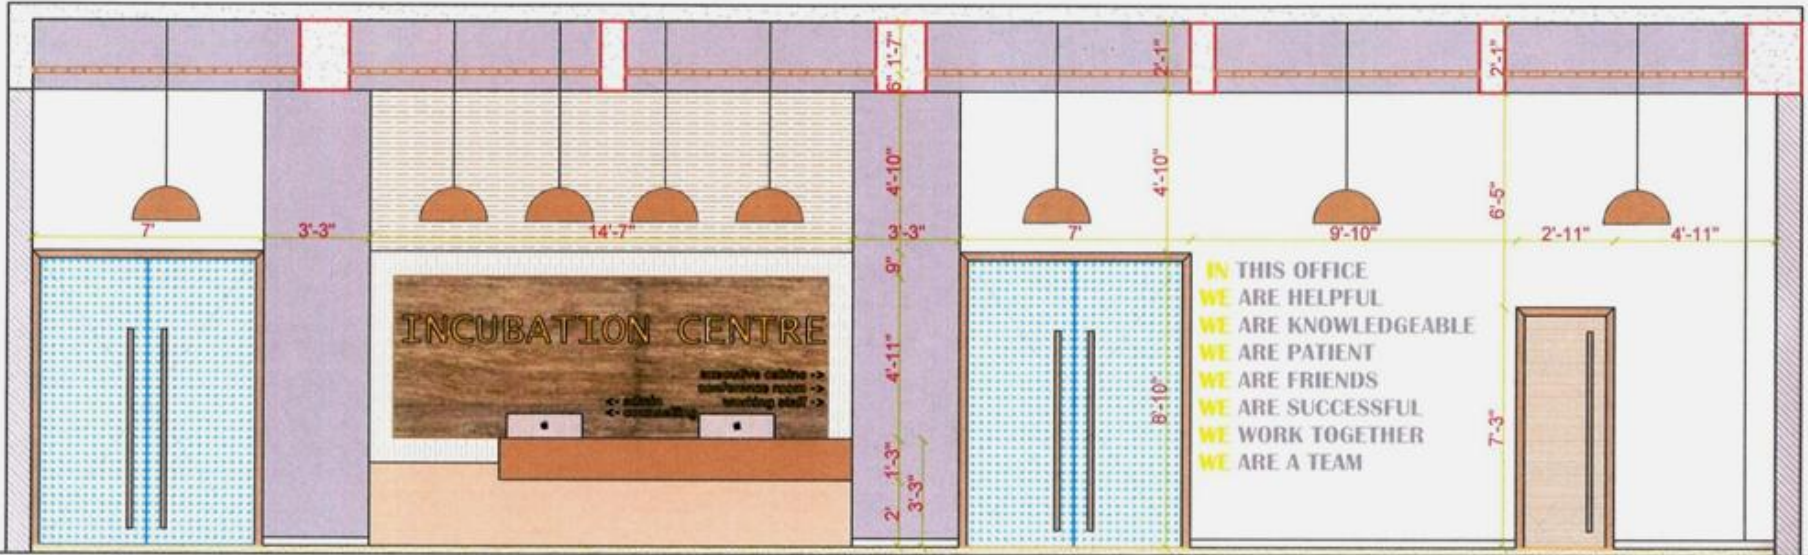 6" 1'-7"
2'-1"
2'-1"
4'-10"
4'-10"
6'-5"
7'
3'-3"
14'-7"
3'-3"
7'
9'-10"
2'-11"
4'-11"
9"
INCUBATION CENTRE
executive cabins ->
conference room ->
<- admin
working staff ->
<- counselling
4'-11"
1'-3"
3'-3"
2'
8'-10"
IN THIS OFFICE
WE ARE HELPFUL
WE ARE KNOWLEDGEABLE
WE ARE PATIENT
WE ARE FRIENDS
WE ARE SUCCESSFUL
WE WORK TOGETHER
WE ARE A TEAM
7'-3"